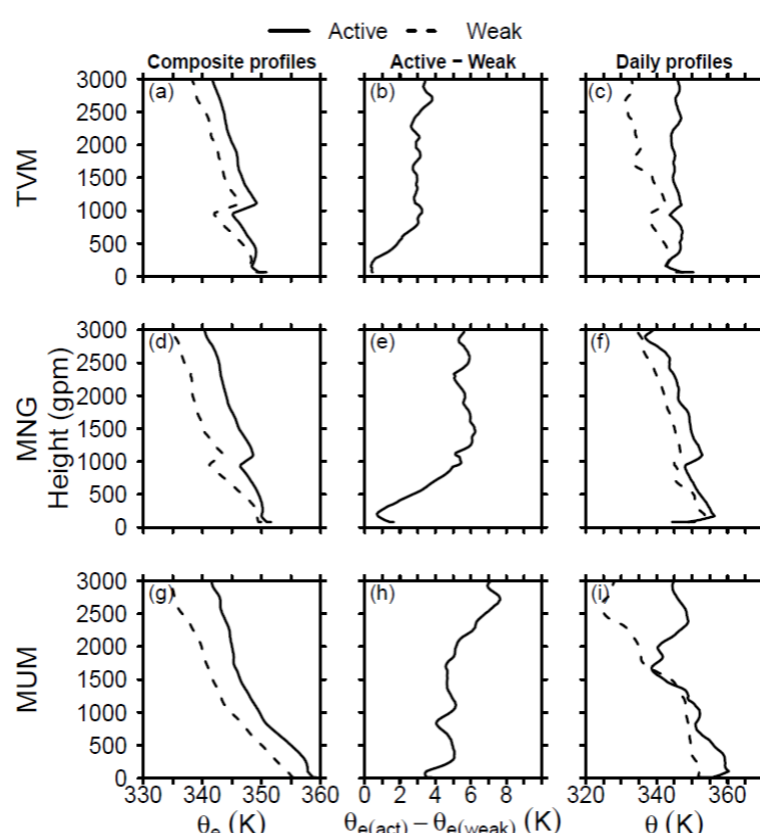 Active Weak
Composite profiles Active − Weak Daily profiles
TVM
3000 (a) (b) (c)
2500
2000
1500
1000
500
0
MNG
Height (gpm)
3000 (d) (e) (f)
2500
2000
1500
1000
500
0
MUM
3000 (g) (h) (i)
2500
2000
1500
1000
500
0
330 340 350 360 0 2 4 6 8 320 340 360
θe (K) θe(act) − θe(weak) (K) θ (K)